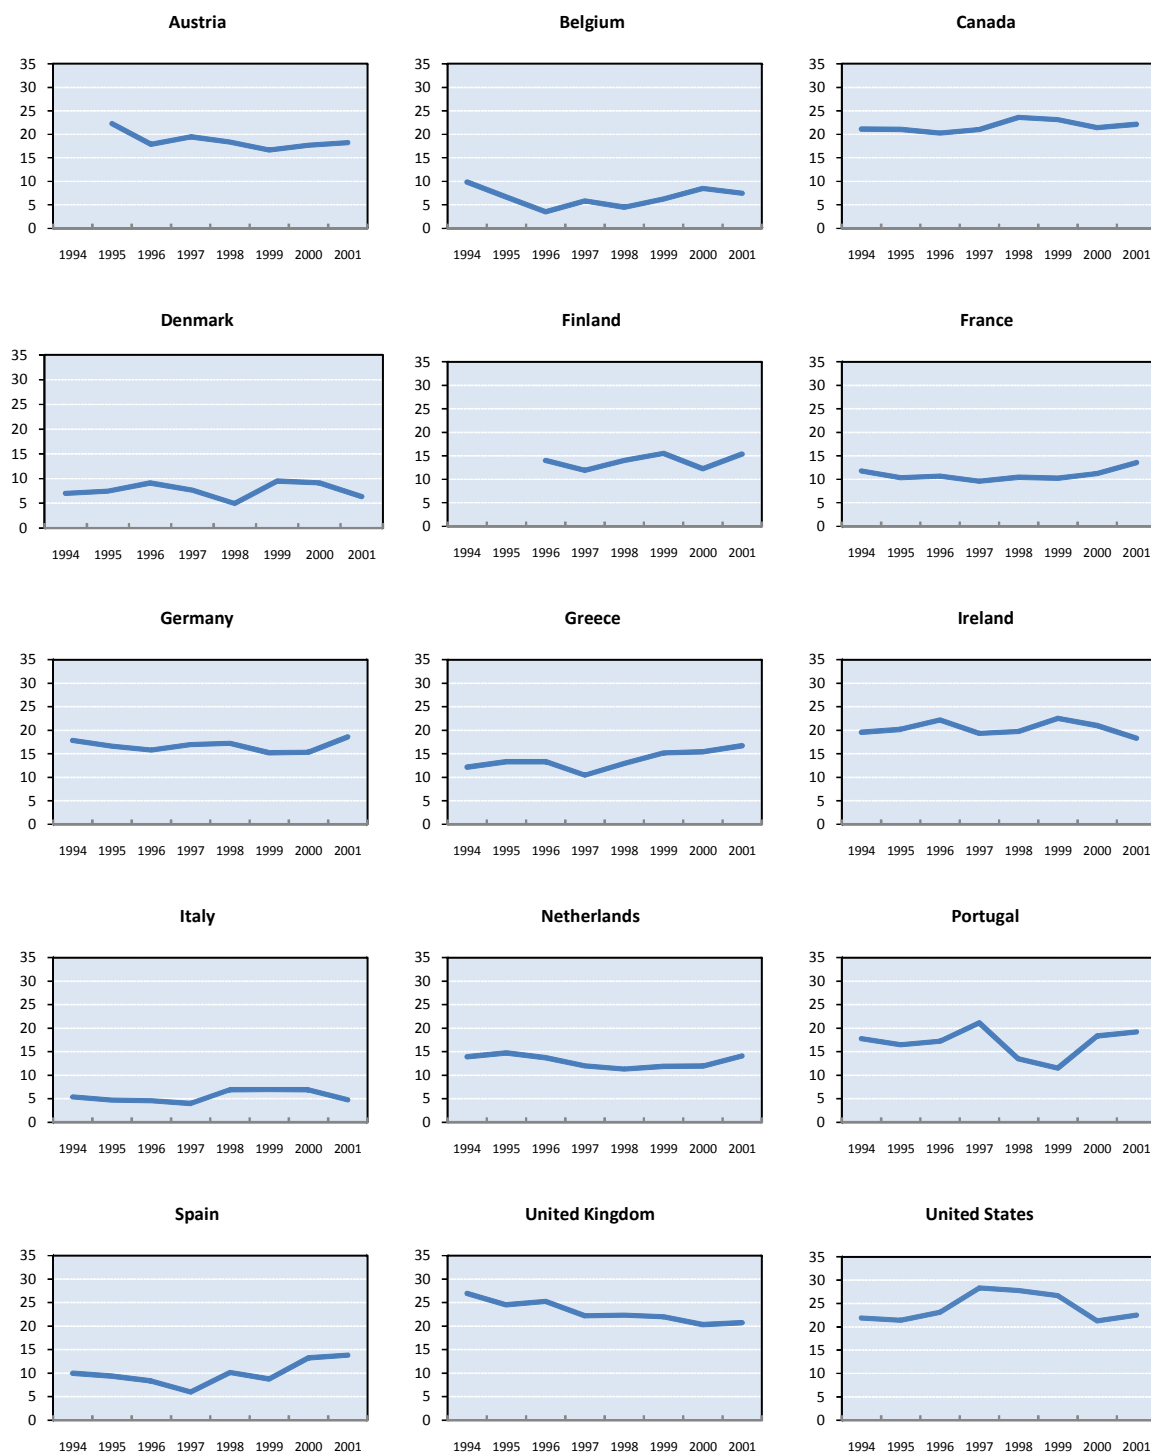 Austria Belgium Canada
35 35 35
30 30 30
25 25 25
20 20 20
15 15 15
10 10 10
5 5 5
0 0 0
1994 1995 1996 1997 1998 1999 2000 2001 1994 1995 1996 1997 1998 1999 2000 2001 1994 1995 1996 1997 1998 1999 2000 2001
Denmark Finland France
35 35 35
30 30 30
25 25 25
20 20 20
15 15 15
10 10 10
5 5 5
0 0 0
1994 1995 1996 1997 1998 1999 2000 2001 1994 1995 1996 1997 1998 1999 2000 2001 1994 1995 1996 1997 1998 1999 2000 2001
Germany Greece Ireland
35 35 35
30 30 30
25 25 25
20 20 20
15 15 15
10 10 10
5 5 5
0 0 0
1994 1995 1996 1997 1998 1999 2000 2001 1994 1995 1996 1997 1998 1999 2000 2001 1994 1995 1996 1997 1998 1999 2000 2001
Italy Netherlands Portugal
35 35 35
30 30 30
25 25 25
20 20 20
15 15 15
10 10 10
5 5 5
0 0 0
1994 1995 1996 1997 1998 1999 2000 2001 1994 1995 1996 1997 1998 1999 2000 2001 1994 1995 1996 1997 1998 1999 2000 2001
Spain United Kingdom United States
35 35 35
30 30 30
25 25 25
20 20 20
15 15 15
10 10 10
5 5 5
0 0 0
1994 1995 1996 1997 1998 1999 2000 2001 1994 1995 1996 1997 1998 1999 2000 2001 1994 1995 1996 1997 1998 1999 2000 2001